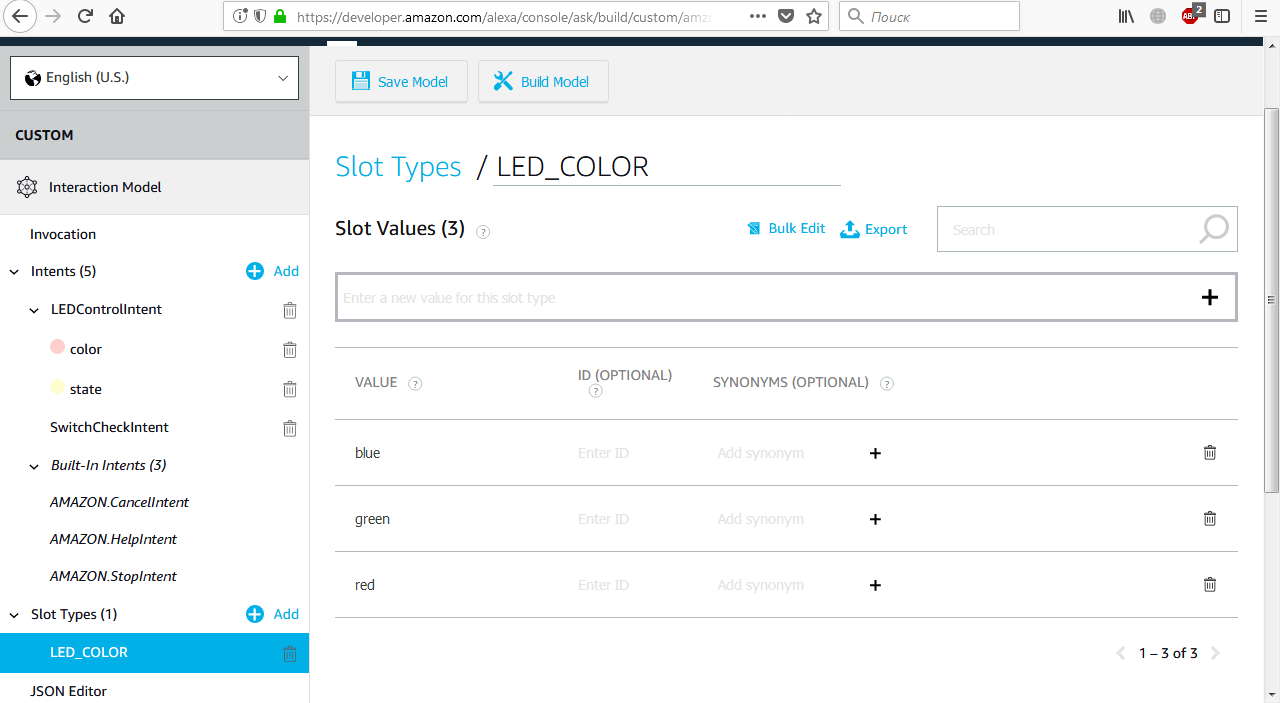 https://developer.amazon.com/alexa/console/ask/build/custom/amz
Поиск
2
English (U.S.)
Save Model
Build Model
CUSTOM
Interaction Model
Invocation
Intents (5)
Add
LEDControlIntent
color
state
SwitchCheckIntent
Built-In Intents (3)
AMAZON.CancelIntent
AMAZON.HelpIntent
AMAZON.StopIntent
Slot Types (1)
Add
LED_COLOR
JSON Editor
Slot Types / LED_COLOR
Slot Values (3) ?
Bulk Edit
Export
Search
Enter a new value for this slot type
VALUE ?
ID (OPTIONAL)
?
SYNONYMS (OPTIONAL) ?
blue Enter ID Add synonym
green Enter ID Add synonym
red Enter ID Add synonym
1 – 3 of 3